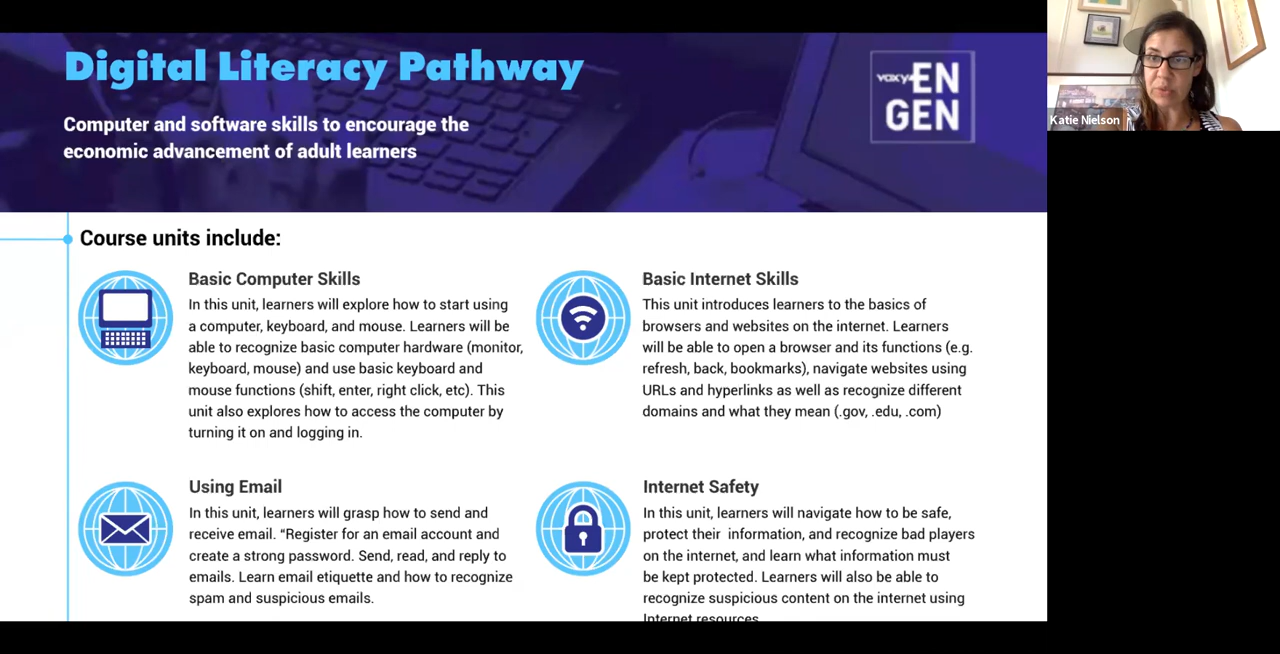 Digital Literacy Pathway
Computer and software skills to encourage the
economic advancement of adult learners
voxy EN
GEN
Katie Nielson
Course units include:
Basic Computer Skills
In this unit, learners will explore how to start using
a computer, keyboard, and mouse. Learners will be
able to recognize basic computer hardware (monitor,
keyboard, mouse) and use basic keyboard and
mouse functions (shift, enter, right click, etc). This
unit also explores how to access the computer by
turning it on and logging in.
Basic Internet Skills
This unit introduces learners to the basics of
browsers and websites on the internet. Learners
will be able to open a browser and its functions (e.g.
refresh, back, bookmarks), navigate websites using
URLs and hyperlinks as well as recognize different
domains and what they mean (.gov, .edu, .com)
Using Email
In this unit, learners will grasp how to send and
receive email. “Register for an email account and
create a strong password. Send, read, and reply to
emails. Learn email etiquette and how to recognize
spam and suspicious emails.
Internet Safety
In this unit, learners will navigate how to be safe,
protect their  information, and recognize bad players
on the internet, and learn what information must
be kept protected. Learners will also be able to
recognize suspicious content on the internet using
Internet resources